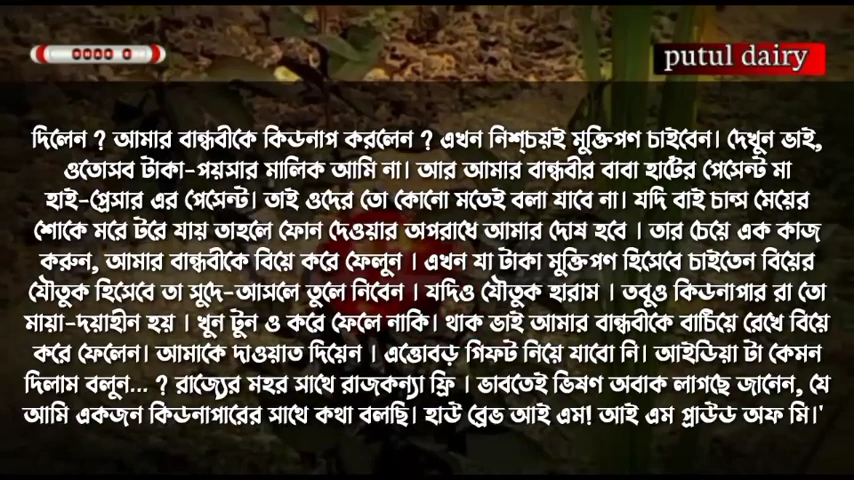 putul dairy
দিলেন ? আমার বান্ধবীকে কিডনাপ করলেন ? এখন নিশ্চয়ই মুক্তিপণ চাইবেন। দেখুন ভাই,
ওতোসব টাকা-পয়সার মালিক আমি না। আর আমার বান্ধবীর বাবা হার্টের পেসেন্ট মা
হাই-প্রেসার এর পেসেন্ট। তাই ওদের তো কোনো মতেই বলা যাবে না। যদি বাই চান্স মেয়ের
শোকে মরে টরে যায় তাহলে ফোন দেওয়ার অপরাধে আমার দোষ হবে । তার চেয়ে এক কাজ
করুন, আমার বান্ধবীকে বিয়ে করে ফেলুন । এখন যা টাকা মুক্তিপণ হিসেবে চাইতেন বিয়ের
যৌতুক হিসেবে তা সুদে-আসলে তুলে নিবেন । যদিও যৌতুক হারাম । তবুও কিডনাপার রা তো
মায়া-দয়াহীন হয় । খুন টুন ও করে ফেলে নাকি। থাক ভাই আমার বান্ধবীকে বাচিয়ে রেখে বিয়ে
করে ফেলেন। আমাকে দাওয়াত দিয়েন । এত্তোবড় গিফট নিয়ে যাবো নি। আইডিয়া টা কেমন
দিলাম বলুন... ? রাজ্যের মহর সাথে রাজকন্যা ফ্রি । ভাবতেই ভিষণ অবাক লাগছে জানেন, যে
আমি একজন কিডনাপারের সাথে কথা বলছি। হাউ ব্রেভ আই এম! আই এম প্রাউড অফ মি।'